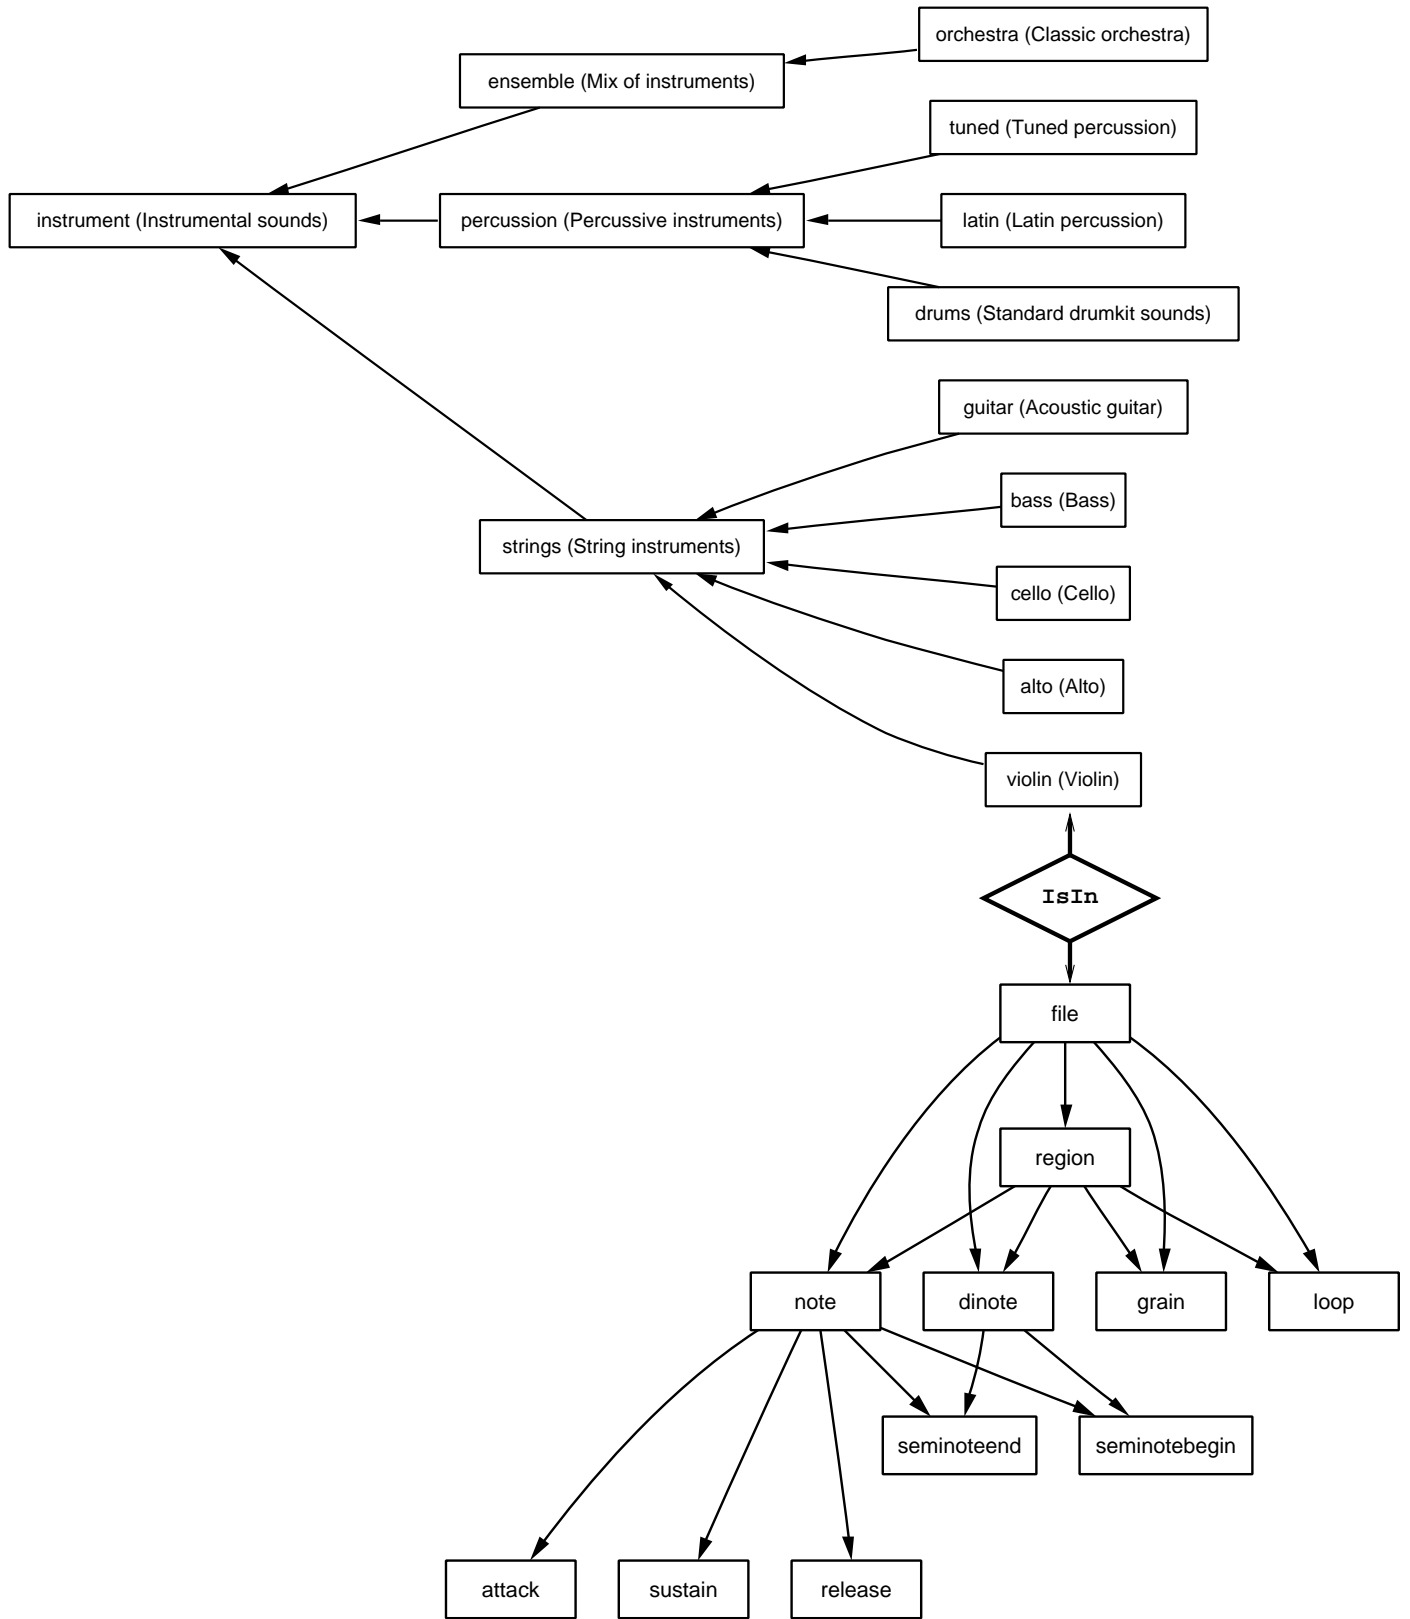 orchestra (Classic orchestra)
ensemble (Mix of instruments)
tuned (Tuned percussion)
instrument (Instrumental sounds)
percussion (Percussive instruments)
latin (Latin percussion)
drums (Standard drumkit sounds)
guitar (Acoustic guitar)
bass (Bass)
strings (String instruments)
cello (Cello)
alto (Alto)
violin (Violin)
IsIn
file
region
note
dinote
grain
loop
seminoteend
seminotebegin
attack
sustain
release